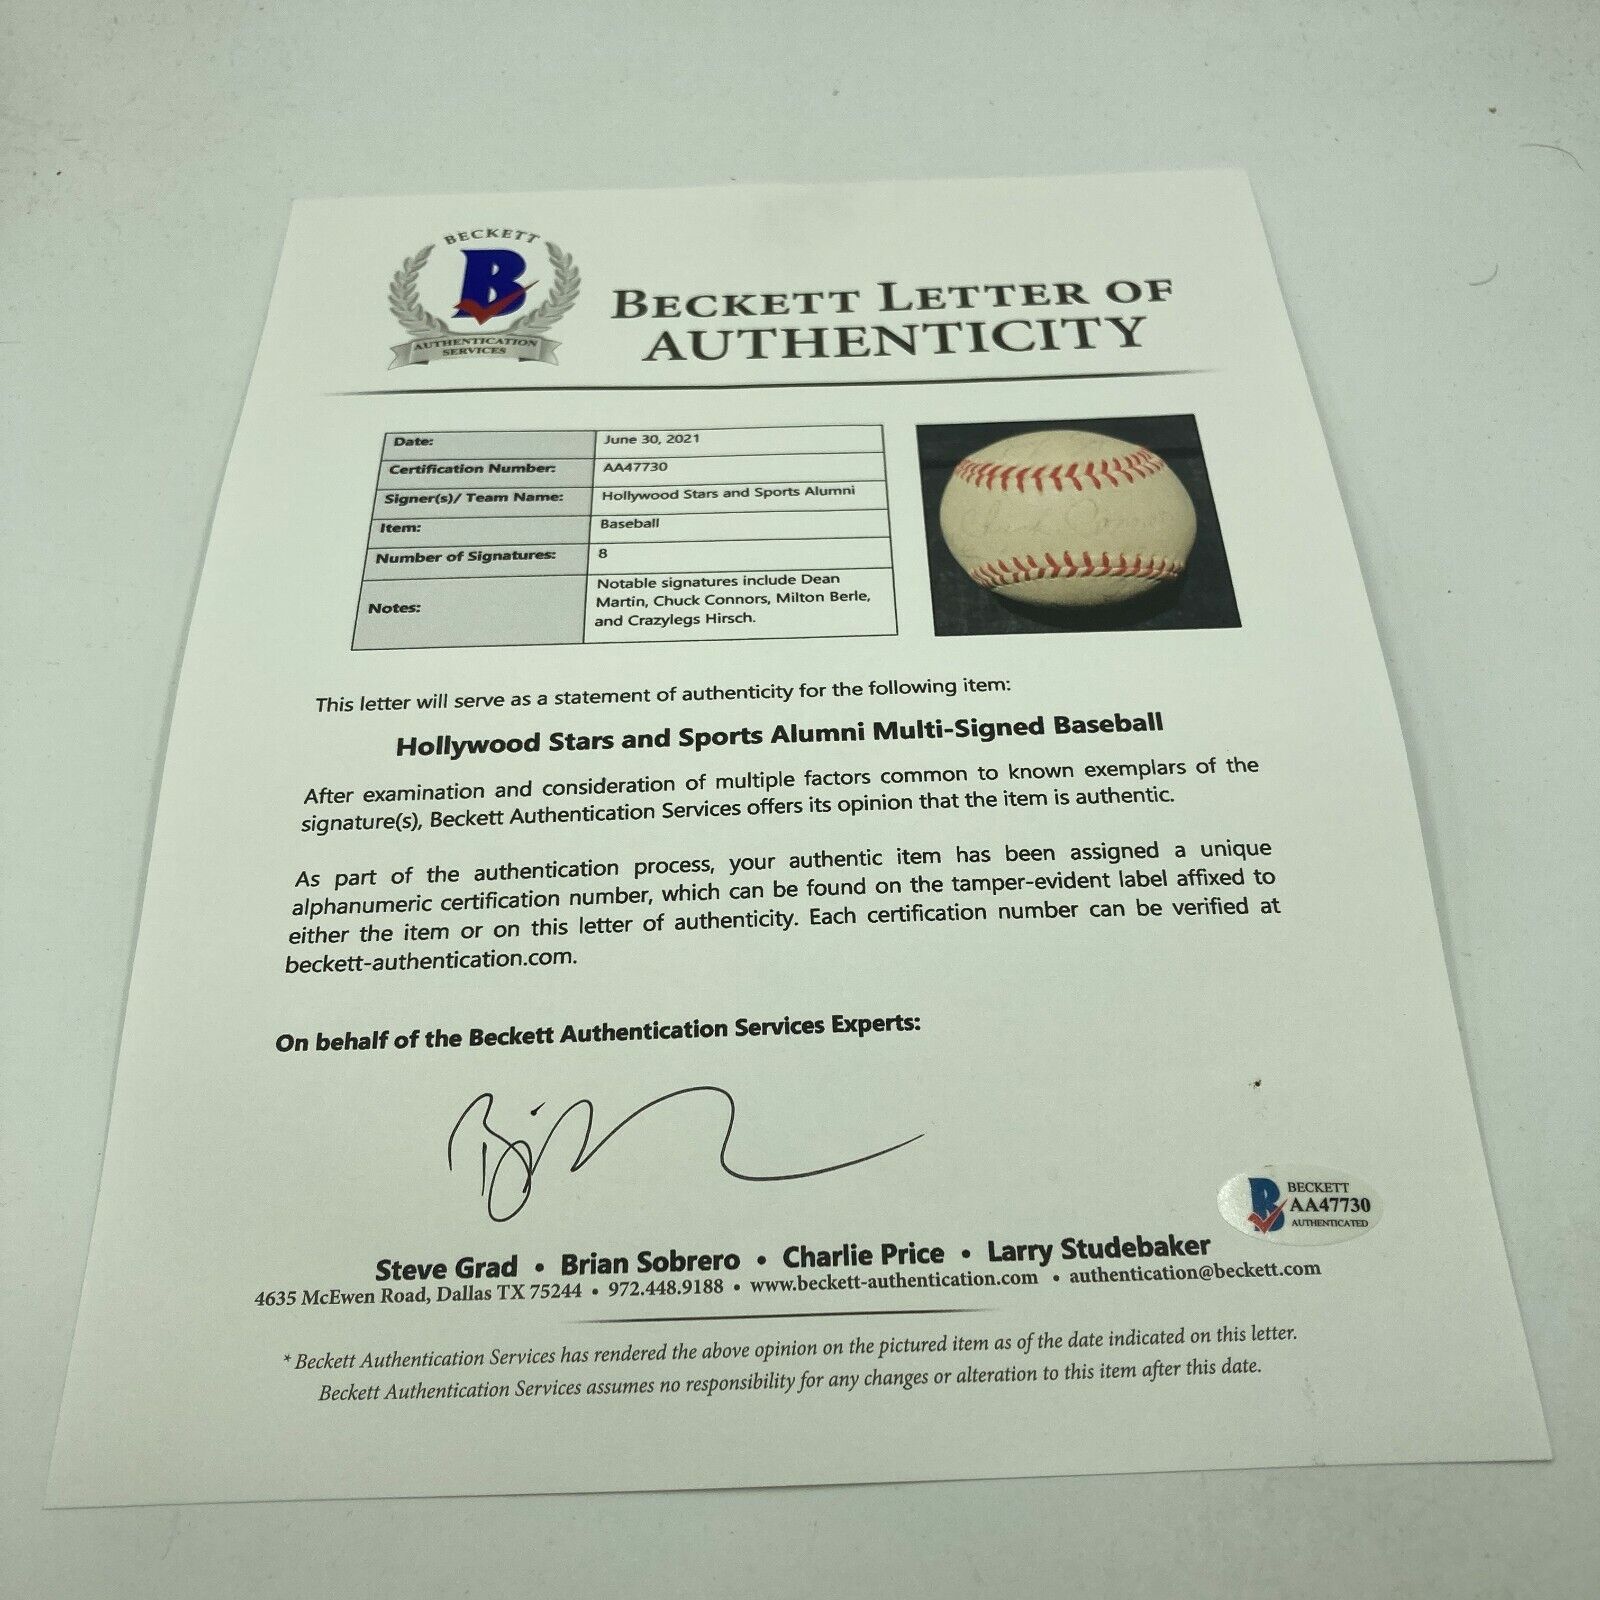 BECKETT
B
AUTHENTICATION
SERVICES
BECKETT LETTER OF
AUTHENTICITY
Date: June 30, 2021
Certification Number: AA47730
Signer(s)/ Team Name: Hollywood Stars and Sports Alumni
Item: Baseball
Number of Signatures: 8
Notes: Notable signatures include Dean
Martin, Chuck Connors, Milton Berle,
and Crazylegs Hirsch.
This letter will serve as a statement of authenticity for the following item:
Hollywood Stars and Sports Alumni Multi-Signed Baseball
After examination and consideration of multiple factors common to known exemplars of the
signature(s), Beckett Authentication Services offers its opinion that the item is authentic.
As part of the authentication process, your authentic item has been assigned a unique
alphanumeric certification number, which can be found on the tamper-evident label affixed to
either the item or on this letter of authenticity. Each certification number can be verified at
beckett-authentication.com.
On behalf of the Beckett Authentication Services Experts:
B BECKETT
AA47730
AUTHENTICATED
Steve Grad • Brian Sobrero • Charlie Price • Larry Studebaker
4635 McEwen Road, Dallas TX 75244 • 972.448.9188 • www.beckett-authentication.com • authentication@beckett.com
* Beckett Authentication Services has rendered the above opinion on the pictured item as of the date indicated on this letter.
Beckett Authentication Services assumes no responsibility for any changes or alteration to this item after this date.